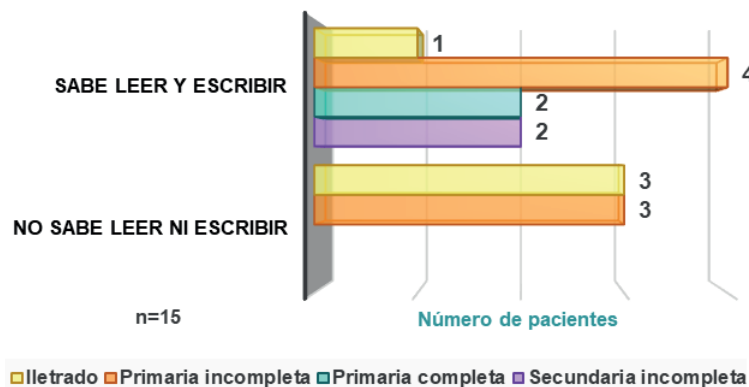 1
SABE LEER Y ESCRIBIR
4
2
2
3
NO SABE LEER NI ESCRIBIR
3
n=15
Número de pacientes
Iletrado Primaria incompleta Primaria completa Secundaria incompleta